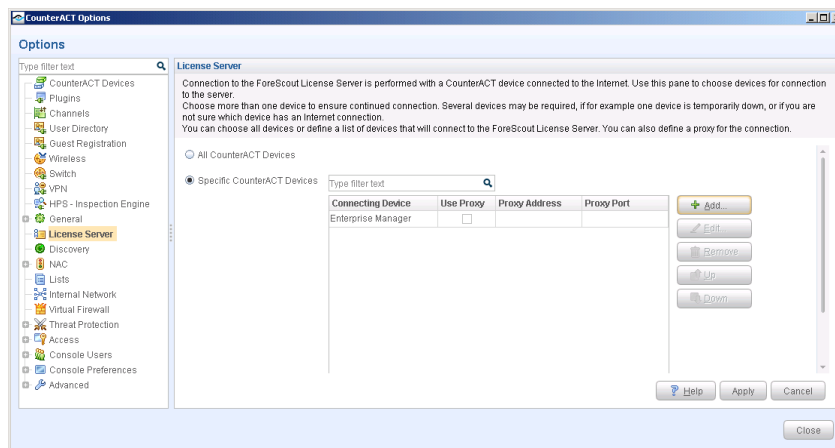 CounterACT Options
Options
Type filter text
CounterACT Devices
Plugins
Channels
User Directory
Guest Registration
Wireless
Switch
VPN
HPS - Inspection Engine
General
License Server
Discovery
NAC
Lists
Internal Network
Virtual Firewall
Threat Protection
Access
Console Users
Console Preferences
Advanced
License Server
Connection to the ForeScout License Server is performed with a CounterACT device connected to the Internet. Use this pane to choose devices for connection
to the server.
Choose more than one device to ensure continued connection. Several devices may be required, if for example one device is temporarily down, or if you are
not sure which device has an Internet connection.
You can choose all devices or define a list of devices that will connect to the ForeScout License Server. You can also define a proxy for the connection.
All CounterACT Devices
Specific CounterACT Devices
Type filter text
Connecting Device Use Proxy Proxy Address Proxy Port
Enterprise Manager
Add...
Edit
Remove
Up
Down
Help Apply Cancel
Close